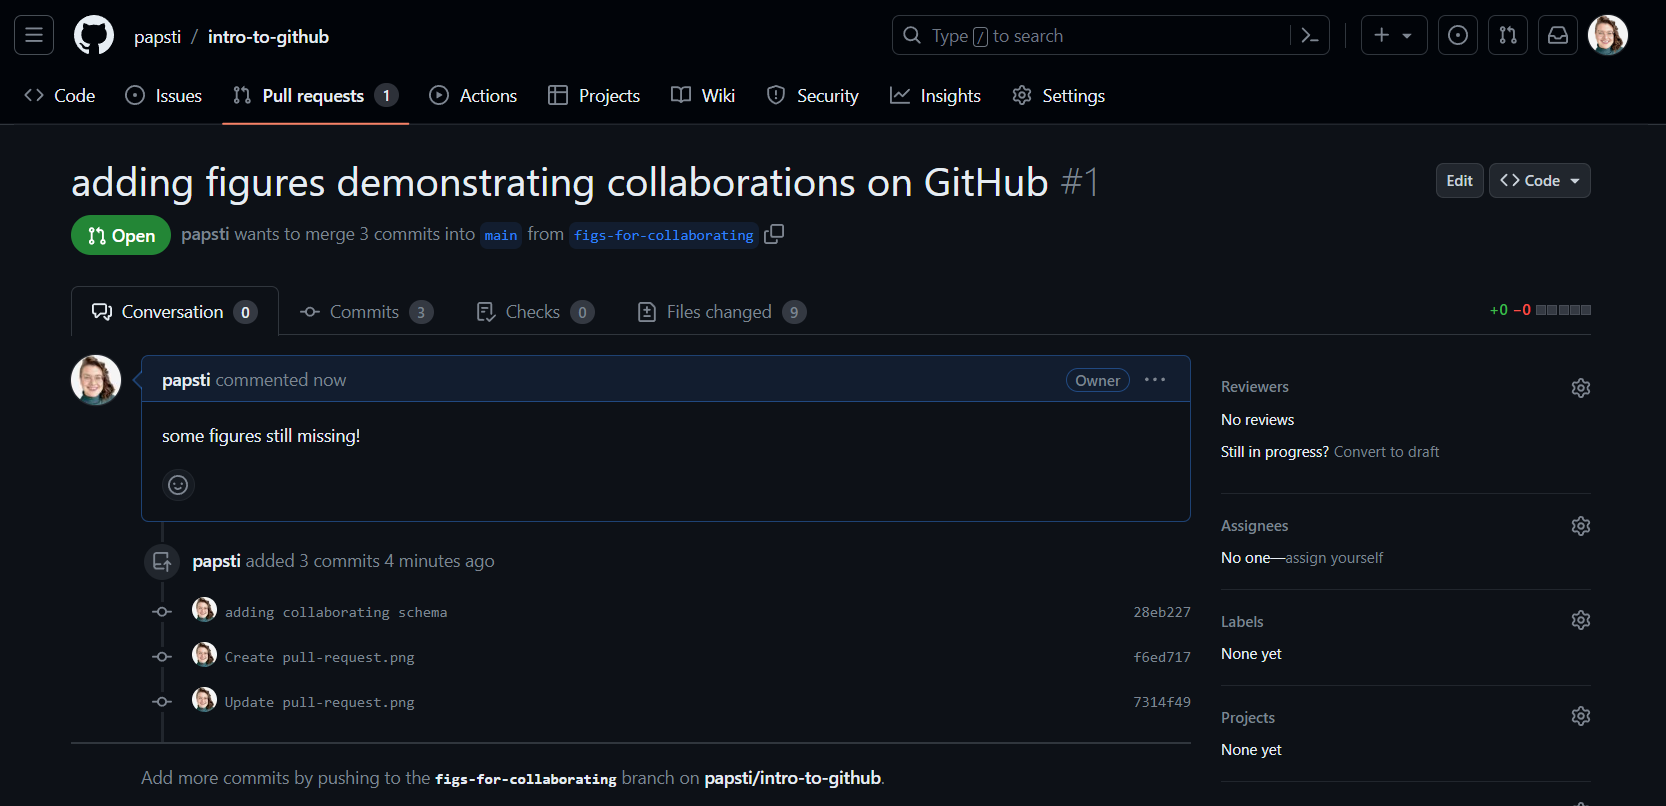 papsti / intro-to-github
Type / to search
Code Issues Pull requests 1 Actions Projects Wiki Security Insights Settings
adding figures demonstrating collaborations on GitHub #1
Edit
Code
Open papsti wants to merge 3 commits into main from figs-for-collaborating
Conversation 0 Commits 3 Checks 0 Files changed 9
+0 −0
papsti commented now
Owner
some figures still missing!
papsti added 3 commits 4 minutes ago
adding collaborating schema 28eb227
Create pull-request.png f6ed717
Update pull-request.png 7314f49
Add more commits by pushing to the figs-for-collaborating branch on papsti/intro-to-github.
Reviewers
No reviews
Still in progress? Convert to draft
Assignees
No one—assign yourself
Labels
None yet
Projects
None yet